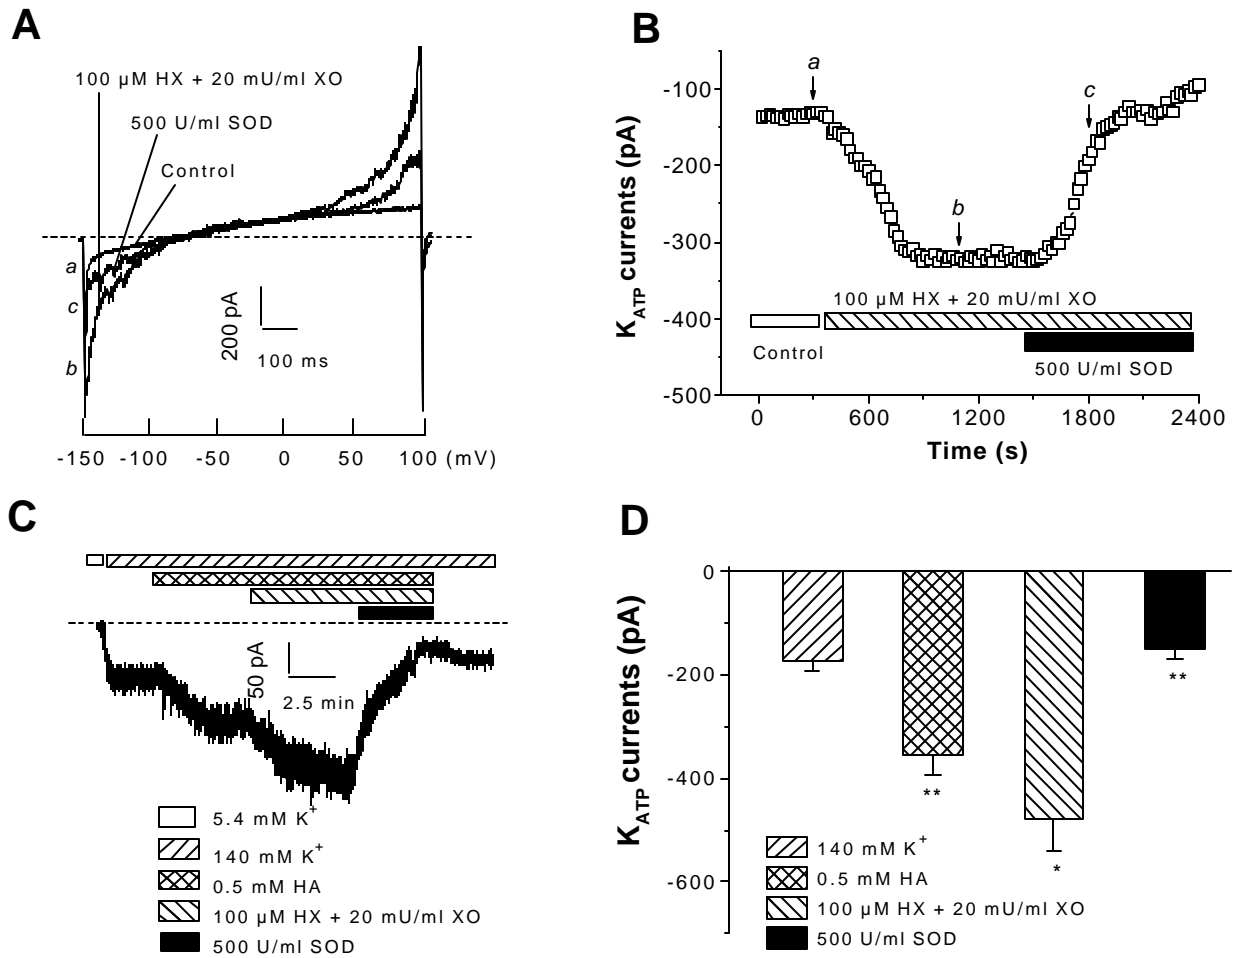 A
100 µM HX + 20 mU/ml XO
500 U/ml SOD
Control
a
c
b
200 pA
100 ms
-150 -100 -50 0 50 100 (mV)
B
a
b
c
K_ATP currents (pA)
-100
-200
-300
-400
-500
100 µM HX + 20 mU/ml XO
Control
500 U/ml SOD
0 600 1200 1800 2400
Time (s)
C
50 pA
2.5 min
5.4 mM K⁺
140 mM K⁺
0.5 mM HA
100 µM HX + 20 mU/ml XO
500 U/ml SOD
D
K_ATP currents (pA)
0
-200
-400
-600
**
*
**
140 mM K⁺
0.5 mM HA
100 µM HX + 20 mU/ml XO
500 U/ml SOD